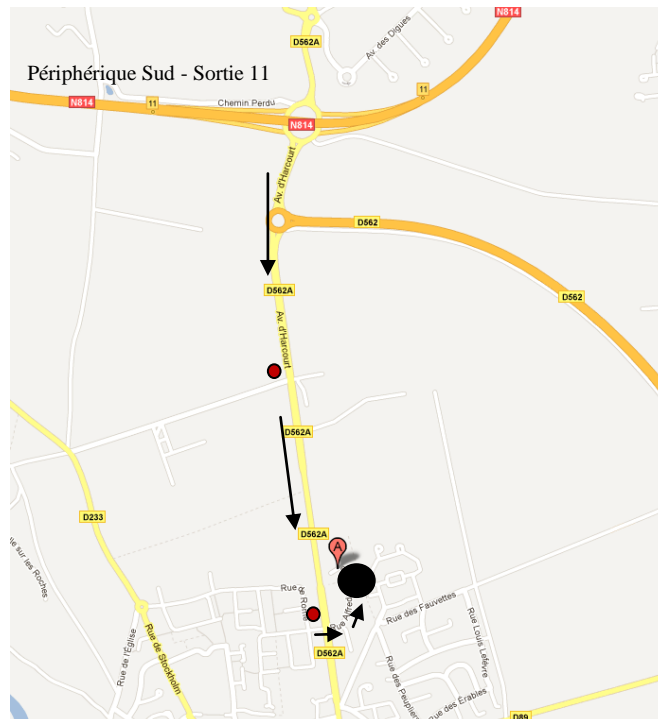 N814
D562A
Av. des Digues
Périphérique Sud - Sortie 11
11
N814
11
Chemin Perdu
N814
Av. d'Harcourt
D562
D562A
D562
Av. d'Harcourt
D562A
D233
D562A
A
sur les Roches
Rue de Rome
Rue Alfred
Rue des Fauvettes
Rue de l'Église
Rue de Stockholm
D562A
Rue Louis Lefèvre
Rue des Peupliers
Rue des Érables
D89